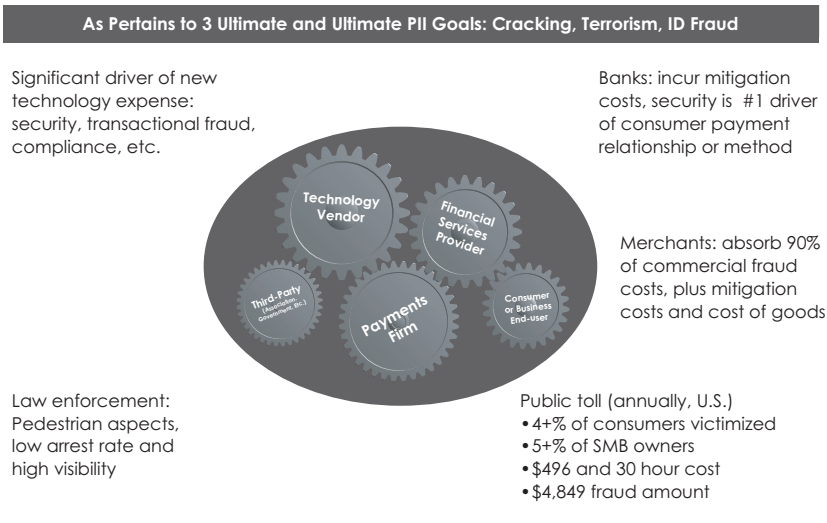 As Pertains to 3 Ultimate and Ultimate PII Goals: Cracking, Terrorism, ID Fraud
Significant driver of new
technology expense:
security, transactional fraud,
compliance, etc.
Banks: incur mitigation
costs, security is #1 driver
of consumer payment
relationship or method
Technology
Vendor
Financial
Services
Provider
Merchants: absorb 90%
of commercial fraud
costs, plus mitigation
costs and cost of goods
Third-Party
(Association,
Government, Etc.)
Payments
Firm
Consumer
or Business
End-user
Law enforcement:
Pedestrian aspects,
low arrest rate and
high visibility
Public toll (annually, U.S.)
• 4+% of consumers victimized
• 5+% of SMB owners
• $496 and 30 hour cost
• $4,849 fraud amount